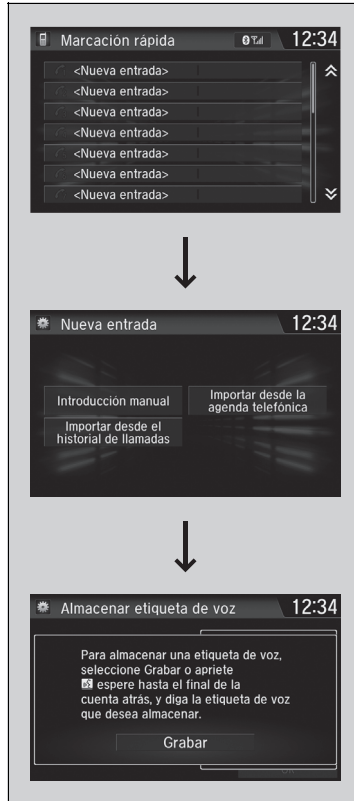 Marcación rápida 12:34
<Nueva entrada>
<Nueva entrada>
<Nueva entrada>
<Nueva entrada>
<Nueva entrada>
<Nueva entrada>
<Nueva entrada>
Nueva entrada 12:34
Introducción manual
Importar desde la
agenda telefónica
Importar desde el
historial de llamadas
Almacenar etiqueta de voz 12:34
Para almacenar una etiqueta de voz,
seleccione Grabar o apriete
espere hasta el final de la
cuenta atrás, y diga la etiqueta de voz
que desea almacenar.
Grabar